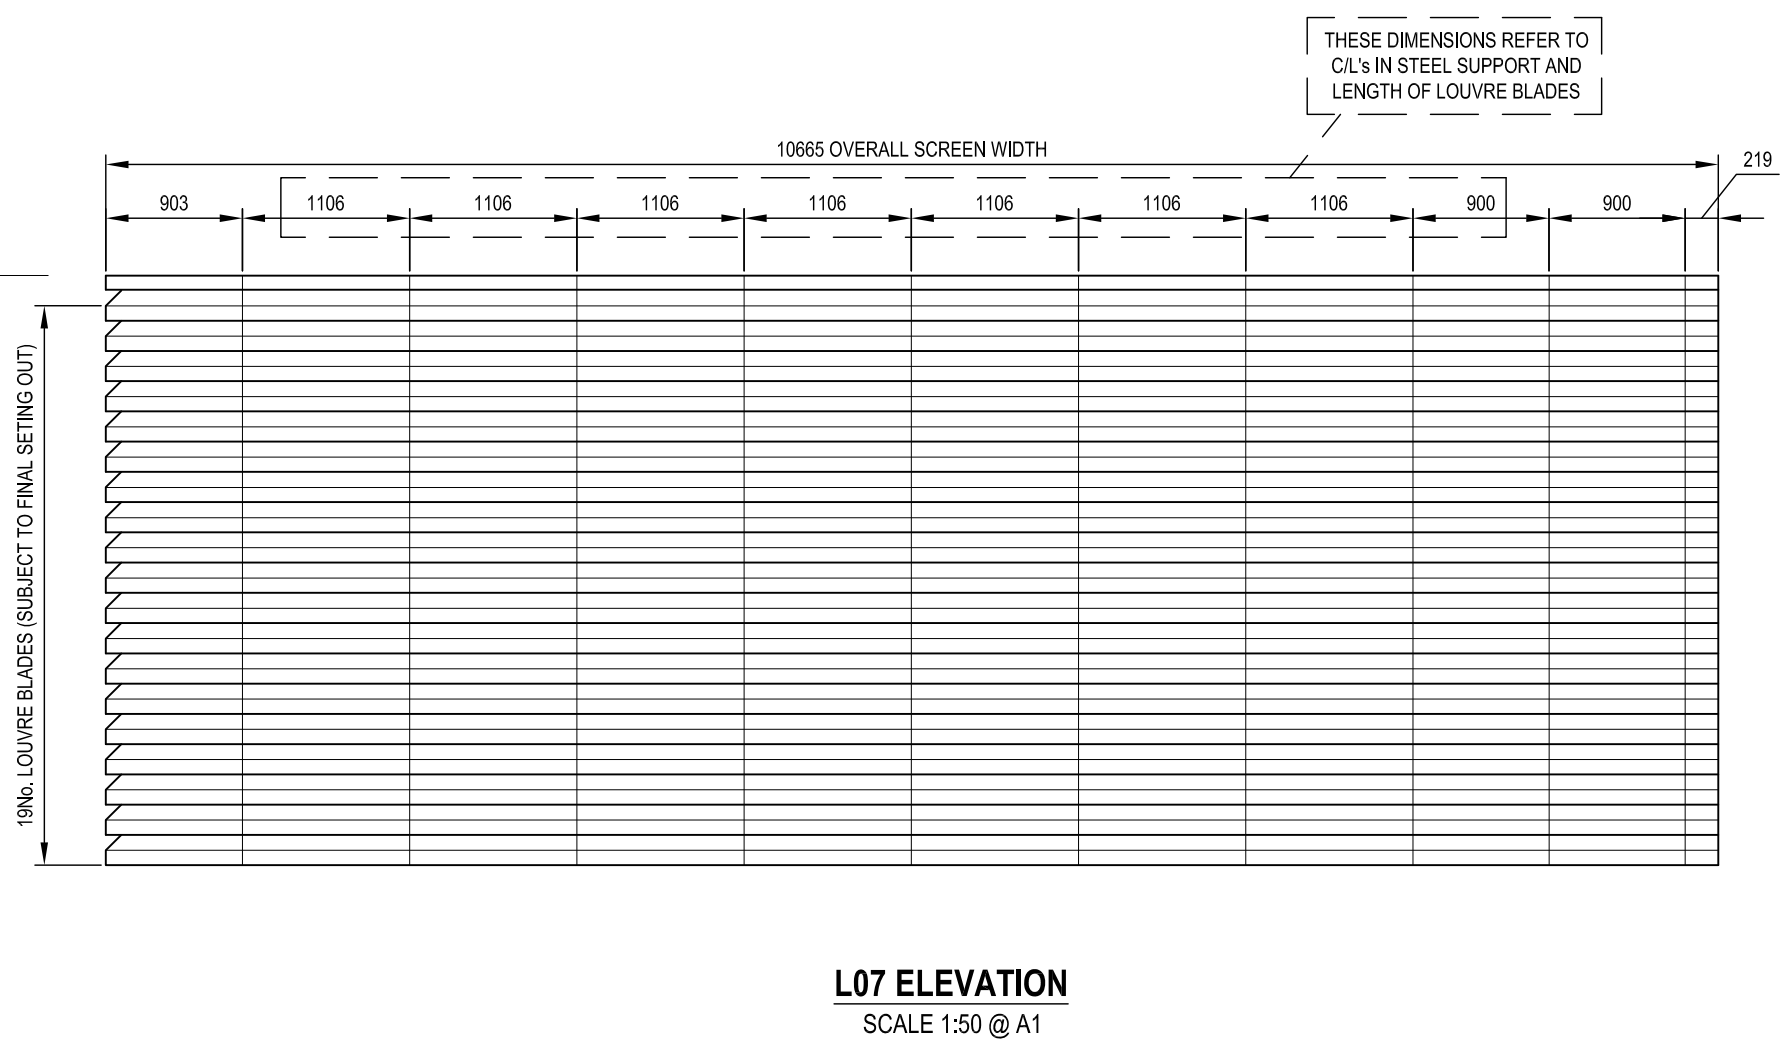 THESE DIMENSIONS REFER TO
C/L's IN STEEL SUPPORT AND
LENGTH OF LOUVRE BLADES
10665 OVERALL SCREEN WIDTH
219
903
1106
1106
1106
1106
1106
1106
1106
900
900
19No. LOUVRE BLADES (SUBJECT TO FINAL SETING OUT)
L07 ELEVATION
SCALE 1:50 @ A1